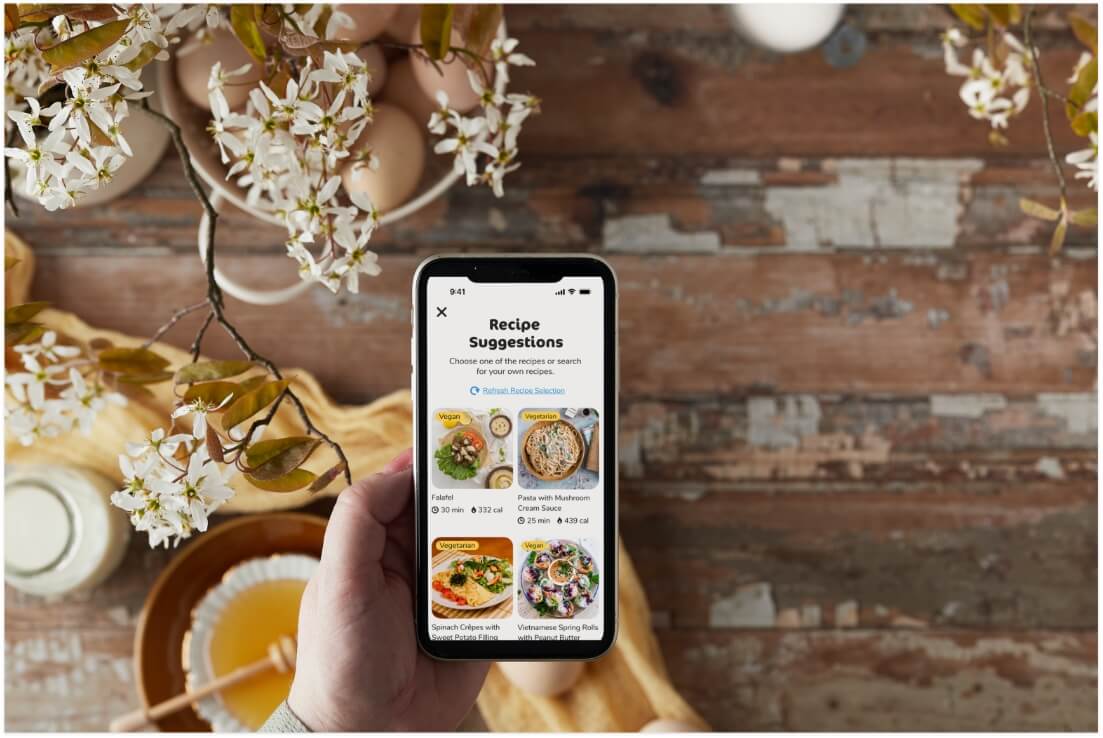 9:41
Recipe
Suggestions
Choose one of the recipes or search
for your own recipes.
Refresh Recipe Selection
Vegan
Vegetarian
Falafel
30 min 332 cal
Pasta with Mushroom
Cream Sauce
25 min 439 cal
Vegetarian
Vegan
Spinach Crêpes with
Sweet Potato Filling
Vietnamese Spring Rolls
with Peanut Butter